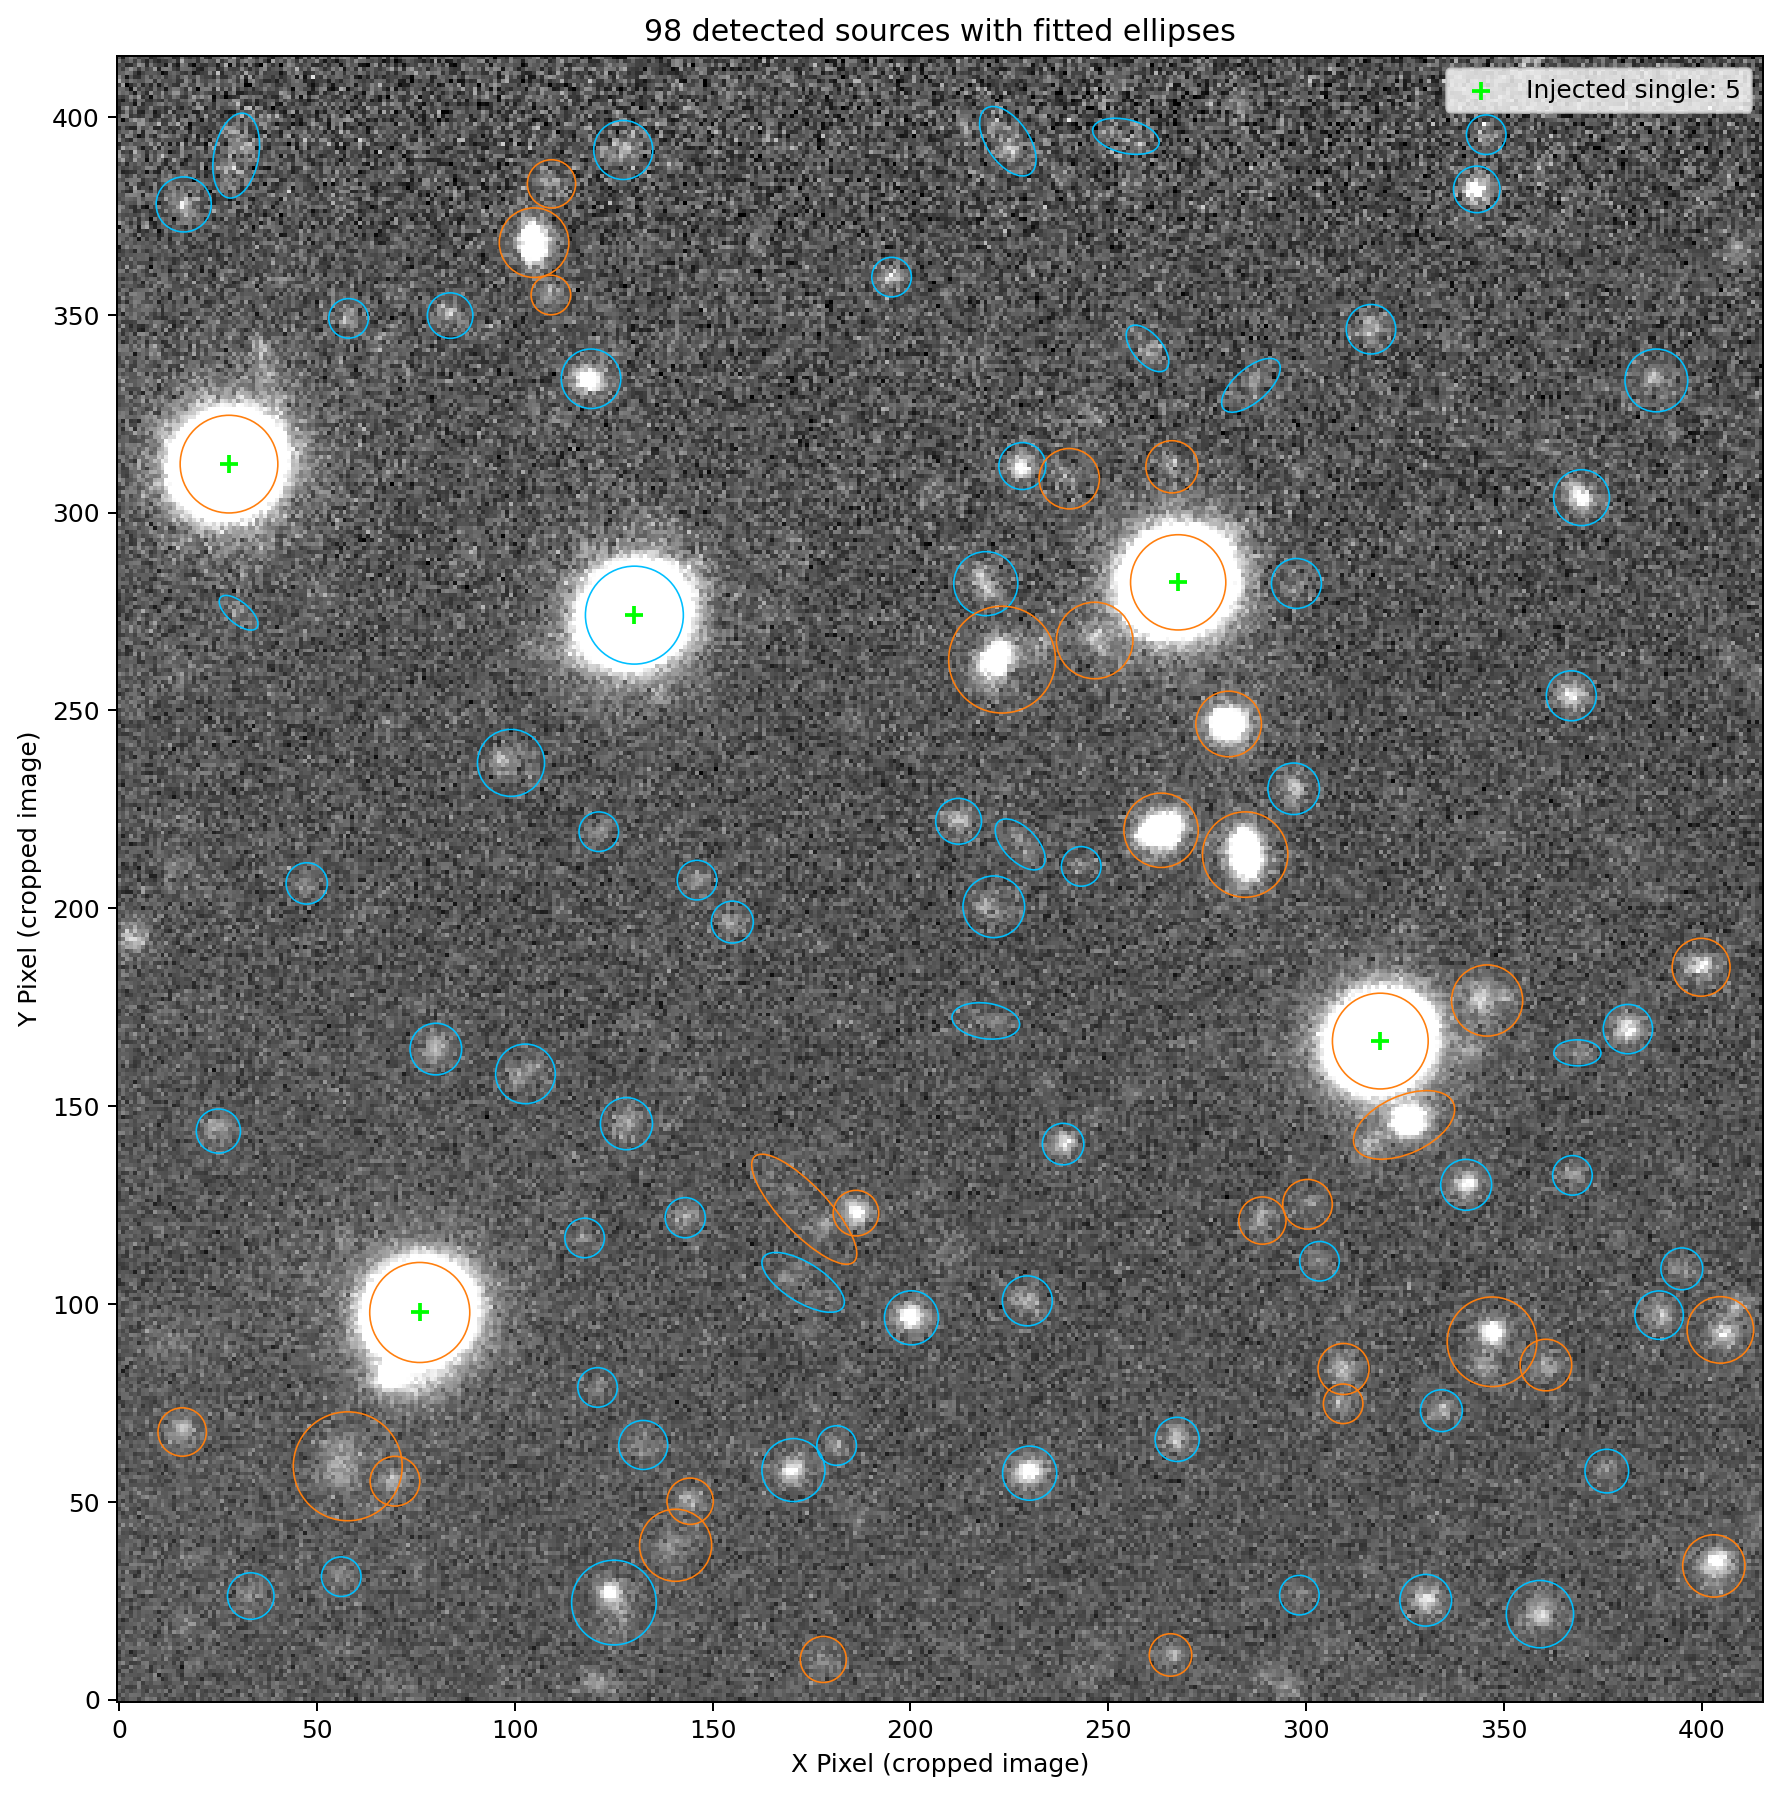 98 detected sources with fitted ellipses
Injected single: 5
Y Pixel (cropped image)
400
350
300
250
200
150
100
50
0
0 50 100 150 200 250 300 350 400
X Pixel (cropped image)